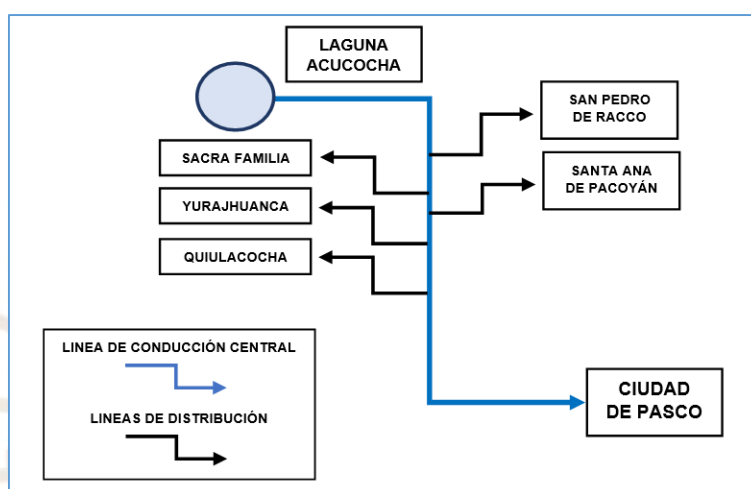 LAGUNA
ACUCOCHA
SAN PEDRO
DE RACCO
SACRA FAMILIA
SANTA ANA
DE PACOYÁN
YURAJHUANCA
QUIULACOCHA
LINEA DE CONDUCCIÓN CENTRAL
LINEAS DE DISTRIBUCIÓN
CIUDAD
DE PASCO